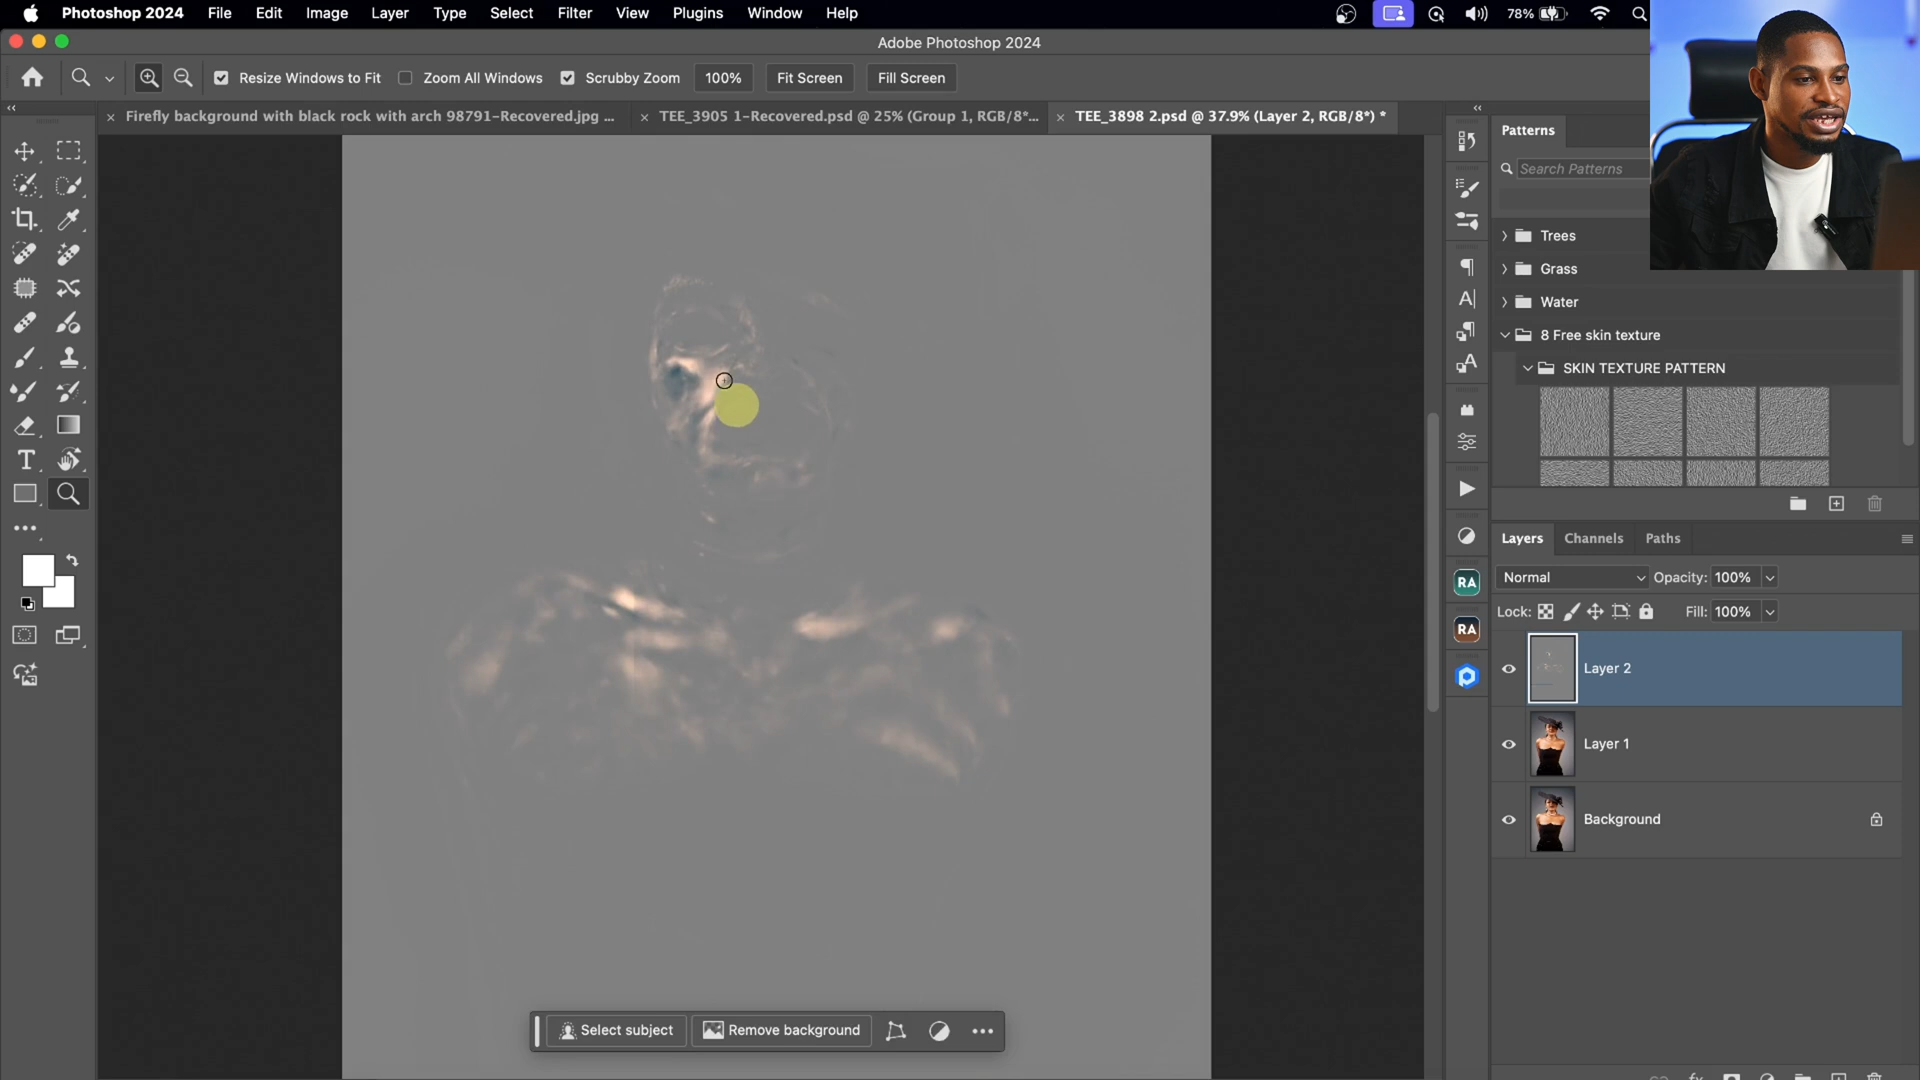 Photoshop 2024 File Edit Image Layer Type Select Filter View Plugins Window Help 78%
Adobe Photoshop 2024
Resize Windows to Fit Zoom All Windows Scrubby Zoom 100% Fit Screen Fill Screen
Firefly background with black rock with arch 98791-Recovered.jpg ... TEE_3905 1-Recovered.psd @ 25% (Group 1, RGB/8*... TEE_3898 2.psd @ 37.9% (Layer 2, RGB/8*) *
Patterns
Search Patterns
Trees
Grass
Water
8 Free skin texture
SKIN TEXTURE PATTERN
Layers Channels Paths
Normal Opacity: 100%
Lock: Fill: 100%
RA
RA
Layer 2
Layer 1
Background
Select subject Remove background